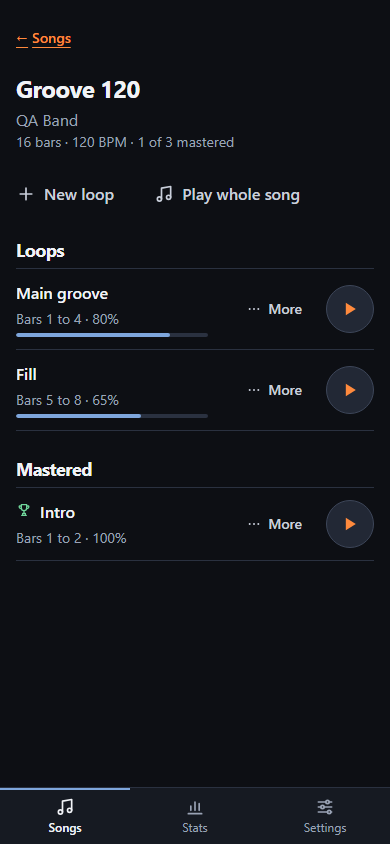 ← Songs
Groove 120
QA Band
16 bars · 120 BPM · 1 of 3 mastered
+ New loop
Play whole song
Loops
Main groove
Bars 1 to 4 · 80%
··· More
Fill
Bars 5 to 8 · 65%
··· More
Mastered
Intro
Bars 1 to 2 · 100%
··· More
Songs
Stats
Settings